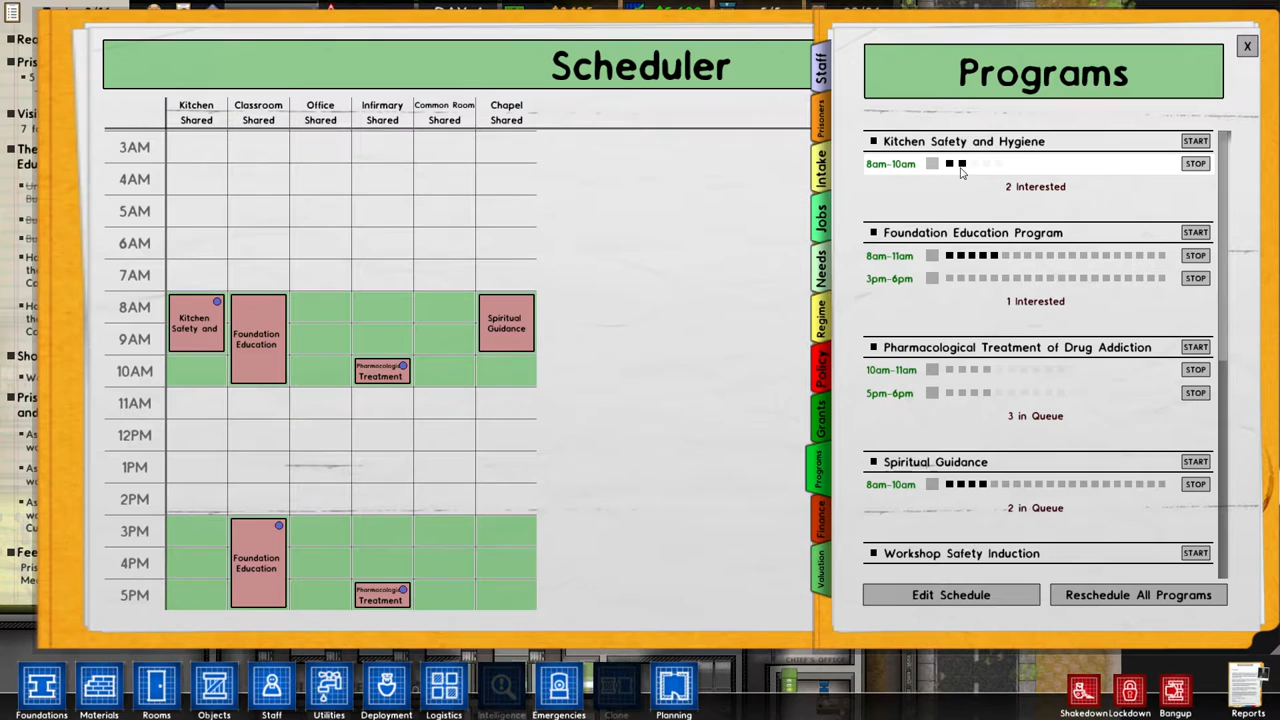 Scheduler
Kitchen Classroom Office Infirmary Common Room Chapel
Shared Shared Shared Shared Shared Shared
3AM
4AM
5AM
6AM
7AM
8AM
9AM
10AM
11AM
12PM
1PM
2PM
3PM
4PM
5PM
Kitchen
Safety and
Foundation
Education
Spiritual
Guidance
Treatment
Foundation
Education
Treatment
Staff
Prisoners
Intake
Jobs
Needs
Regime
Policy
Grants
Programs
Finance
Valuation
Programs
X
Kitchen Safety and Hygiene START
8am-10am STOP
2 Interested
Foundation Education Program START
8am-11am STOP
3pm-6pm STOP
1 Interested
Pharmacological Treatment of Drug Addiction START
10am-11am STOP
5pm-6pm STOP
3 in Queue
Spiritual Guidance START
8am-10am STOP
2 in Queue
Workshop Safety Induction START
Edit Schedule Reschedule All Programs
CHIEF'S OFFICE
Foundations Materials Rooms Objects Staff Utilities Deployment Logistics Intelligence Emergencies Clone Planning
Shakedown Lockdown Bangup Reports